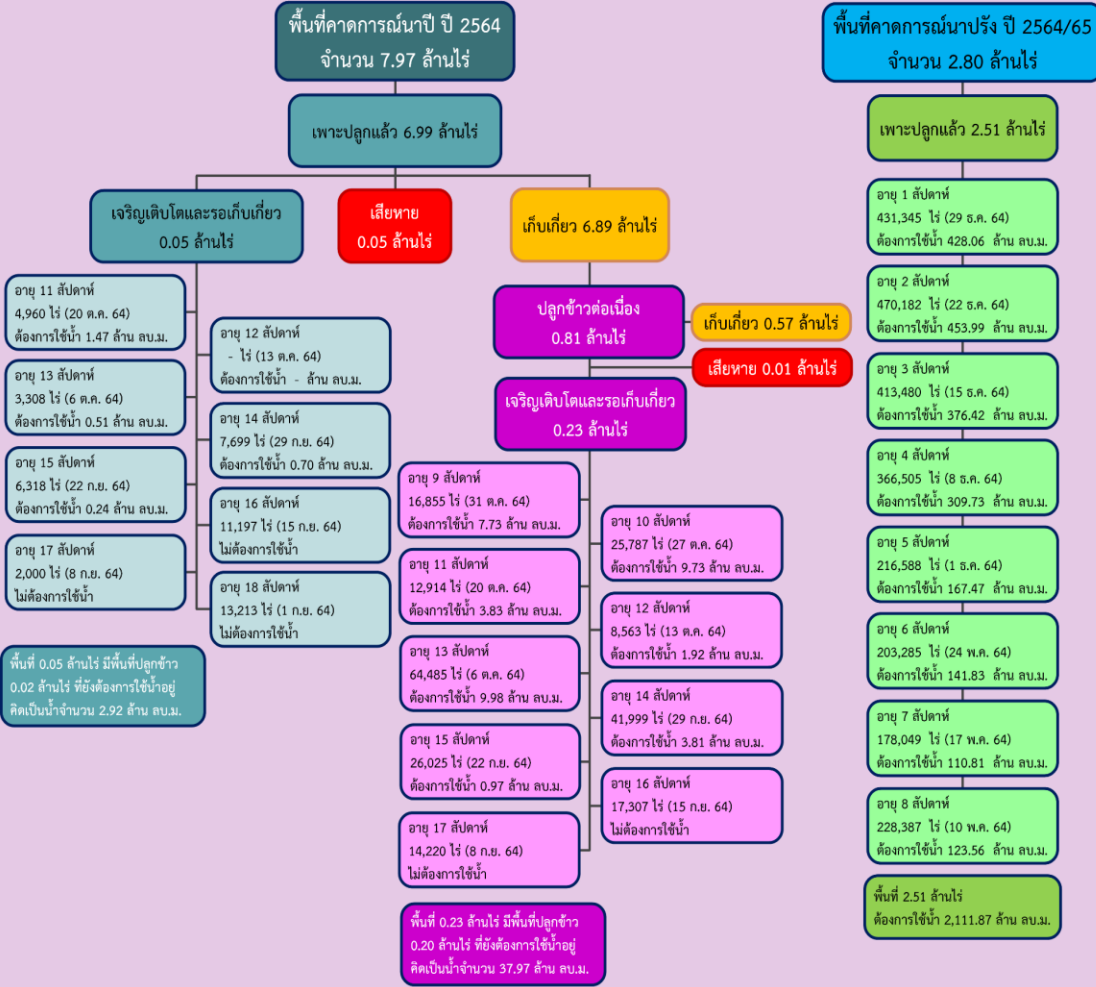 พื้นที่คาดการณ์นาปี ปี 2564
จำนวน 7.97 ล้านไร่
เพาะปลูกแล้ว 6.99 ล้านไร่
เจริญเติบโตและรอเก็บเกี่ยว
0.05 ล้านไร่
เสียหาย
0.05 ล้านไร่
เก็บเกี่ยว 6.89 ล้านไร่
อายุ 11 สัปดาห์
4,960 ไร่ (20 ต.ค. 64)
ต้องการใช้น้ำ 1.47 ล้าน ลบ.ม.
อายุ 12 สัปดาห์
- ไร่ (13 ต.ค. 64)
ต้องการใช้น้ำ - ล้าน ลบ.ม.
อายุ 13 สัปดาห์
3,308 ไร่ (6 ต.ค. 64)
ต้องการใช้น้ำ 0.51 ล้าน ลบ.ม.
อายุ 14 สัปดาห์
7,699 ไร่ (29 ก.ย. 64)
ต้องการใช้น้ำ 0.70 ล้าน ลบ.ม.
อายุ 15 สัปดาห์
6,318 ไร่ (22 ก.ย. 64)
ต้องการใช้น้ำ 0.24 ล้าน ลบ.ม.
อายุ 16 สัปดาห์
11,197 ไร่ (15 ก.ย. 64)
ไม่ต้องการใช้น้ำ
อายุ 17 สัปดาห์
2,000 ไร่ (8 ก.ย. 64)
ไม่ต้องการใช้น้ำ
อายุ 18 สัปดาห์
13,213 ไร่ (1 ก.ย. 64)
ไม่ต้องการใช้น้ำ
พื้นที่ 0.05 ล้านไร่ มีพื้นที่ปลูกข้าว
0.02 ล้านไร่ ที่ยังต้องการใช้น้ำอยู่
คิดเป็นน้ำจำนวน 2.92 ล้าน ลบ.ม.
ปลูกข้าวต่อเนื่อง
0.81 ล้านไร่
เก็บเกี่ยว 0.57 ล้านไร่
เสียหาย 0.01 ล้านไร่
เจริญเติบโตและรอเก็บเกี่ยว
0.23 ล้านไร่
อายุ 9 สัปดาห์
16,855 ไร่ (31 ต.ค. 64)
ต้องการใช้น้ำ 7.73 ล้าน ลบ.ม.
อายุ 10 สัปดาห์
25,787 ไร่ (27 ต.ค. 64)
ต้องการใช้น้ำ 9.73 ล้าน ลบ.ม.
อายุ 11 สัปดาห์
12,914 ไร่ (20 ต.ค. 64)
ต้องการใช้น้ำ 3.83 ล้าน ลบ.ม.
อายุ 12 สัปดาห์
8,563 ไร่ (13 ต.ค. 64)
ต้องการใช้น้ำ 1.92 ล้าน ลบ.ม.
อายุ 13 สัปดาห์
64,485 ไร่ (6 ต.ค. 64)
ต้องการใช้น้ำ 9.98 ล้าน ลบ.ม.
อายุ 14 สัปดาห์
41,999 ไร่ (29 ก.ย. 64)
ต้องการใช้น้ำ 3.81 ล้าน ลบ.ม.
อายุ 15 สัปดาห์
26,025 ไร่ (22 ก.ย. 64)
ต้องการใช้น้ำ 0.97 ล้าน ลบ.ม.
อายุ 16 สัปดาห์
17,307 ไร่ (15 ก.ย. 64)
ไม่ต้องการใช้น้ำ
อายุ 17 สัปดาห์
14,220 ไร่ (8 ก.ย. 64)
ไม่ต้องการใช้น้ำ
พื้นที่ 0.23 ล้านไร่ มีพื้นที่ปลูกข้าว
0.20 ล้านไร่ ที่ยังต้องการใช้น้ำอยู่
คิดเป็นน้ำจำนวน 37.97 ล้าน ลบ.ม.
พื้นที่คาดการณ์นาปรัง ปี 2564/65
จำนวน 2.80 ล้านไร่
เพาะปลูกแล้ว 2.51 ล้านไร่
อายุ 1 สัปดาห์
431,345 ไร่ (29 ธ.ค. 64)
ต้องการใช้น้ำ 428.06 ล้าน ลบ.ม.
อายุ 2 สัปดาห์
470,182 ไร่ (22 ธ.ค. 64)
ต้องการใช้น้ำ 453.99 ล้าน ลบ.ม.
อายุ 3 สัปดาห์
413,480 ไร่ (15 ธ.ค. 64)
ต้องการใช้น้ำ 376.42 ล้าน ลบ.ม.
อายุ 4 สัปดาห์
366,505 ไร่ (8 ธ.ค. 64)
ต้องการใช้น้ำ 309.73 ล้าน ลบ.ม.
อายุ 5 สัปดาห์
216,588 ไร่ (1 ธ.ค. 64)
ต้องการใช้น้ำ 167.47 ล้าน ลบ.ม.
อายุ 6 สัปดาห์
203,285 ไร่ (24 พ.ค. 64)
ต้องการใช้น้ำ 141.83 ล้าน ลบ.ม.
อายุ 7 สัปดาห์
178,049 ไร่ (17 พ.ค. 64)
ต้องการใช้น้ำ 110.81 ล้าน ลบ.ม.
อายุ 8 สัปดาห์
228,387 ไร่ (10 พ.ค. 64)
ต้องการใช้น้ำ 123.56 ล้าน ลบ.ม.
พื้นที่ 2.51 ล้านไร่
ต้องการใช้น้ำ 2,111.87 ล้าน ลบ.ม.